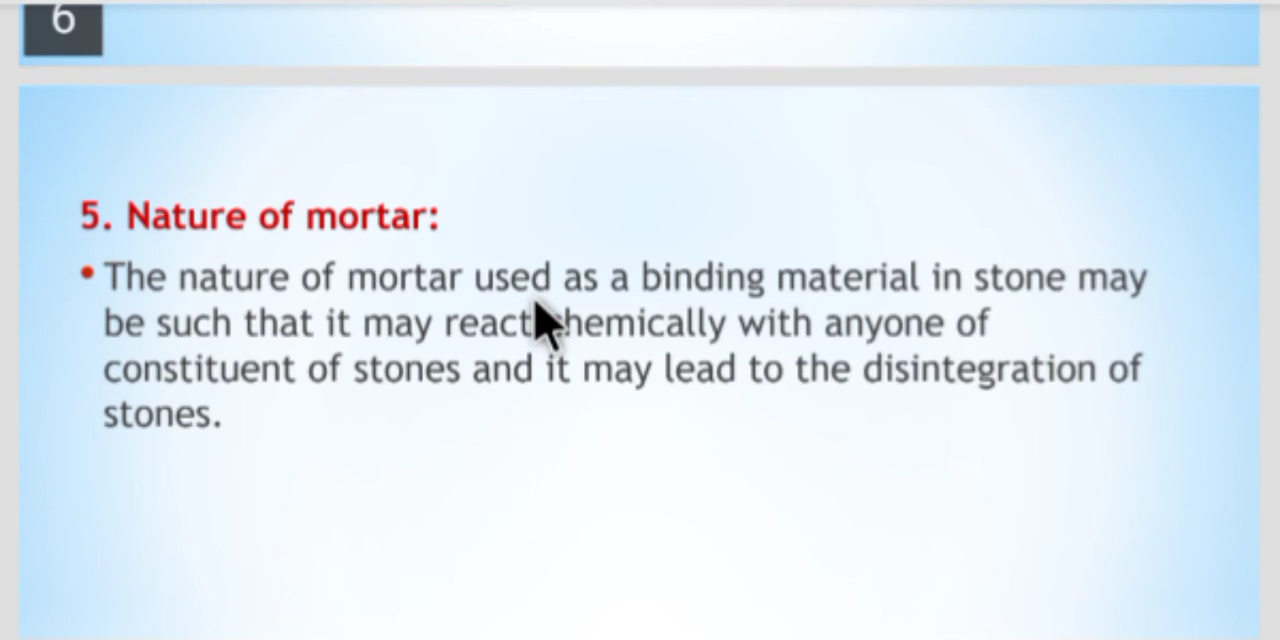 6
5. Nature of mortar:
• The nature of mortar used as a binding material in stone may
be such that it may react chemically with anyone of
constituent of stones and it may lead to the disintegration of
stones.